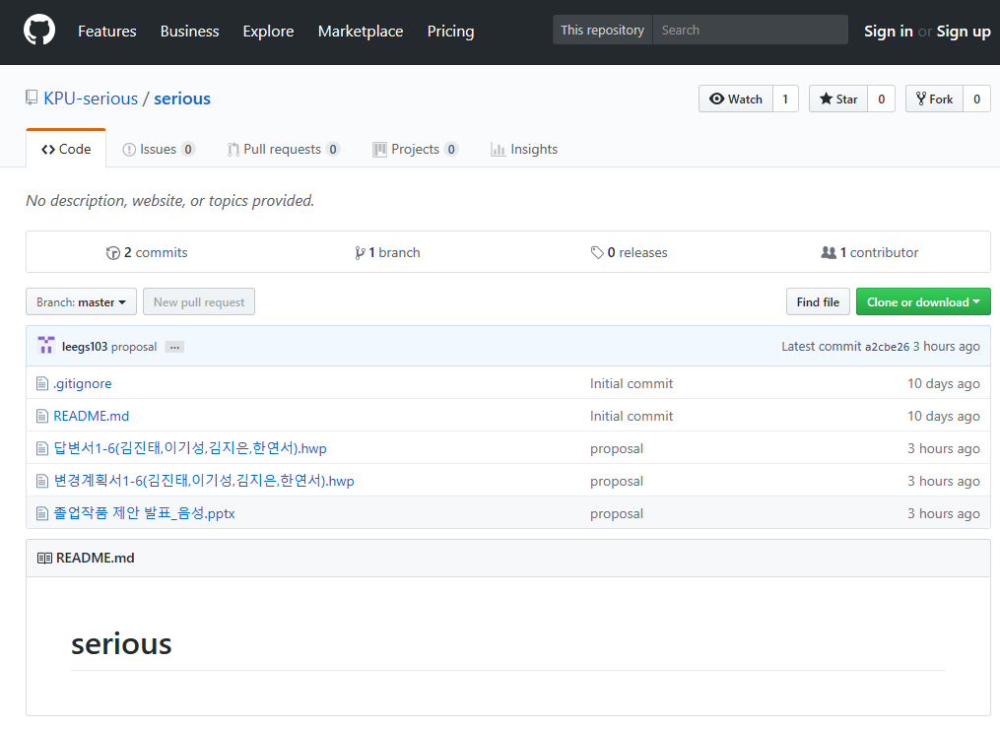 Features Business Explore Marketplace Pricing This repository Search Sign in or Sign up
KPU-serious / serious Watch 1 Star 0 Fork 0
Code Issues 0 Pull requests 0 Projects 0 Insights
No description, website, or topics provided.
2 commits 1 branch 0 releases 1 contributor
Branch: master New pull request Find file Clone or download
leegs103 proposal ... Latest commit a2cbe26 3 hours ago
.gitignore Initial commit 10 days ago
README.md Initial commit 10 days ago
답변서1-6(김진태,이기성,김지은,한연서).hwp proposal 3 hours ago
변경계획서1-6(김진태,이기성,김지은,한연서).hwp proposal 3 hours ago
졸업작품 제안 발표_음성.pptx proposal 3 hours ago
README.md
serious